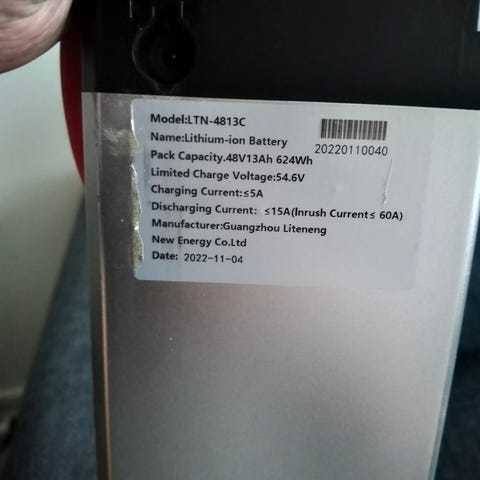 Model:LTN-4813C
Name:Lithium-ion Battery
20220110040
Pack Capacity.48V13Ah 624Wh
Limited Charge Voltage:54.6V
Charging Current:≤5A
Discharging Current: ≤15A(Inrush Current≤ 60A)
Manufacturer:Guangzhou Liteneng
New Energy Co.Ltd
Date: 2022-11-04